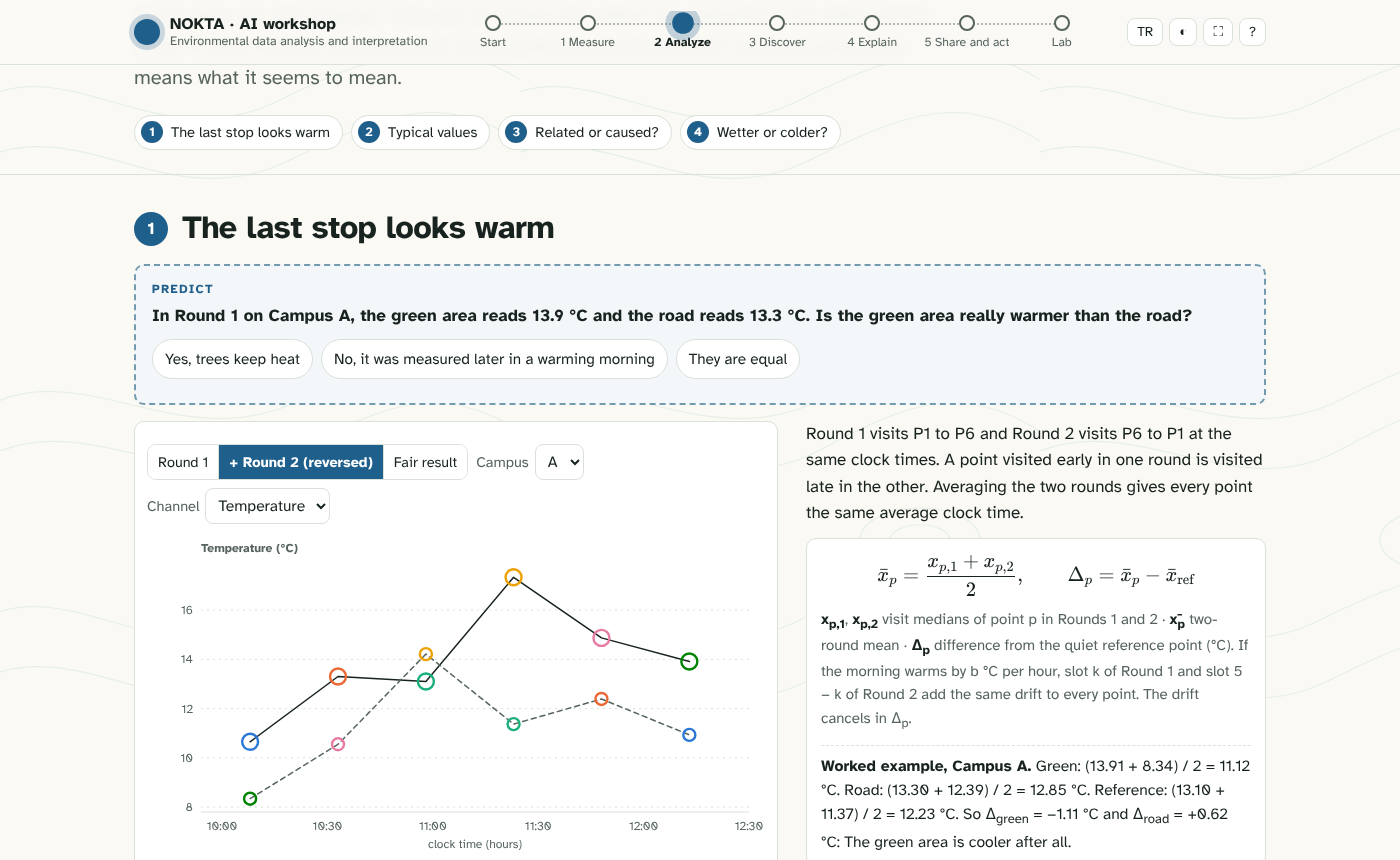 NOKTA · AI workshop
Environmental data analysis and interpretation
Start
1 Measure
2 Analyze
3 Discover
4 Explain
5 Share and act
Lab
TR
?
means what it seems to mean.
1 The last stop looks warm
2 Typical values
3 Related or caused?
4 Wetter or colder?
1 The last stop looks warm
PREDICT
In Round 1 on Campus A, the green area reads 13.9 °C and the road reads 13.3 °C. Is the green area really warmer than the road?
Yes, trees keep heat
No, it was measured later in a warming morning
They are equal
Round 1
+ Round 2 (reversed)
Fair result
Campus
A
Channel
Temperature
Temperature (°C)
16
14
12
10
8
10:00
10:30
11:00
11:30
12:00
12:30
clock time (hours)
Round 1 visits P1 to P6 and Round 2 visits P6 to P1 at the
same clock times. A point visited early in one round is visited
late in the other. Averaging the two rounds gives every point
the same average clock time.
x̄p = (xp,1 + xp,2) / 2, Δp = x̄p − x̄ref
xp,1, xp,2 visit medians of point p in Rounds 1 and 2 · x̄p two-
round mean · Δp difference from the quiet reference point (°C). If
the morning warms by b °C per hour, slot k of Round 1 and slot 5
− k of Round 2 add the same drift to every point. The drift
cancels in Δp.
Worked example, Campus A. Green: (13.91 + 8.34) / 2 = 11.12
°C. Road: (13.30 + 12.39) / 2 = 12.85 °C. Reference: (13.10 +
11.37) / 2 = 12.23 °C. So Δgreen = −1.11 °C and Δroad = +0.62
°C: The green area is cooler after all.